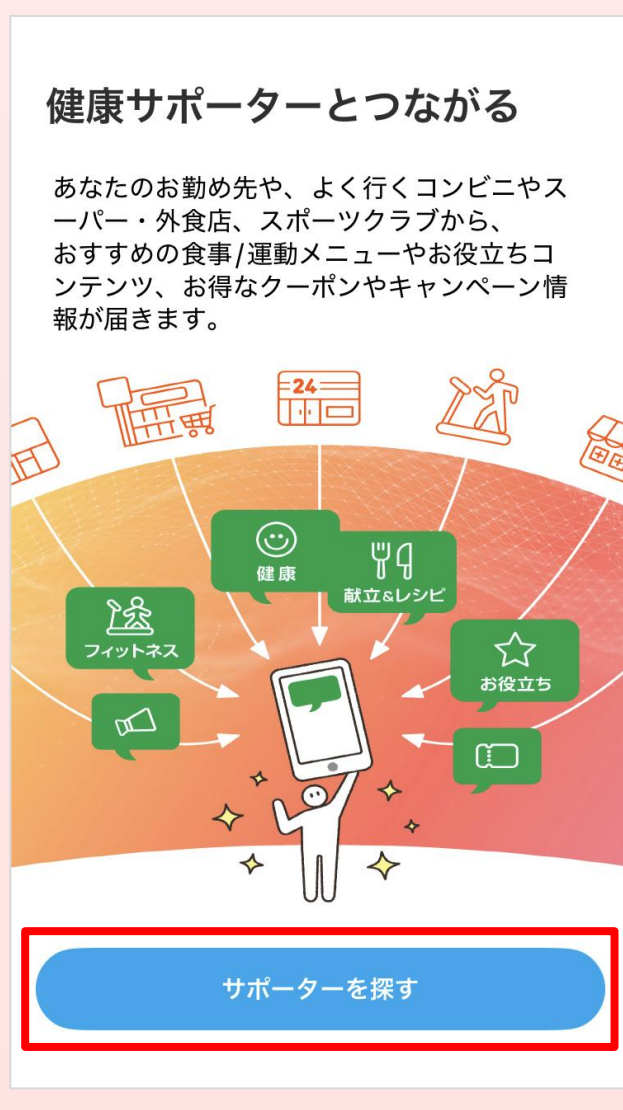 健康サポーターとつながる
あなたのお勤め先や、よく行くコンビニやス
ーパー・外食店、スポーツクラブから、
おすすめの食事/運動メニューやお役立ちコ
ンテンツ、お得なクーポンやキャンペーン情
報が届きます。
24
健康
献立&レシピ
フィットネス
お役立ち
サポーターを探す